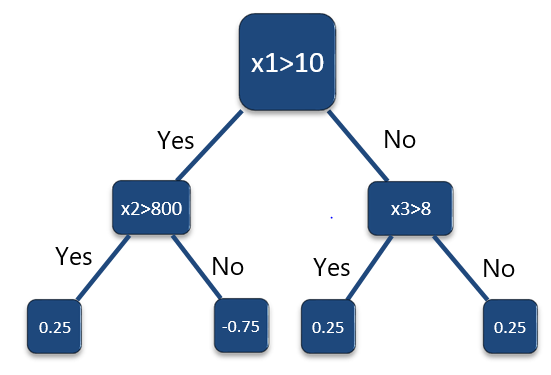 x1>10
Yes
No
x2>800
x3>8
Yes
No
Yes
No
0.25
-0.75
0.25
0.25